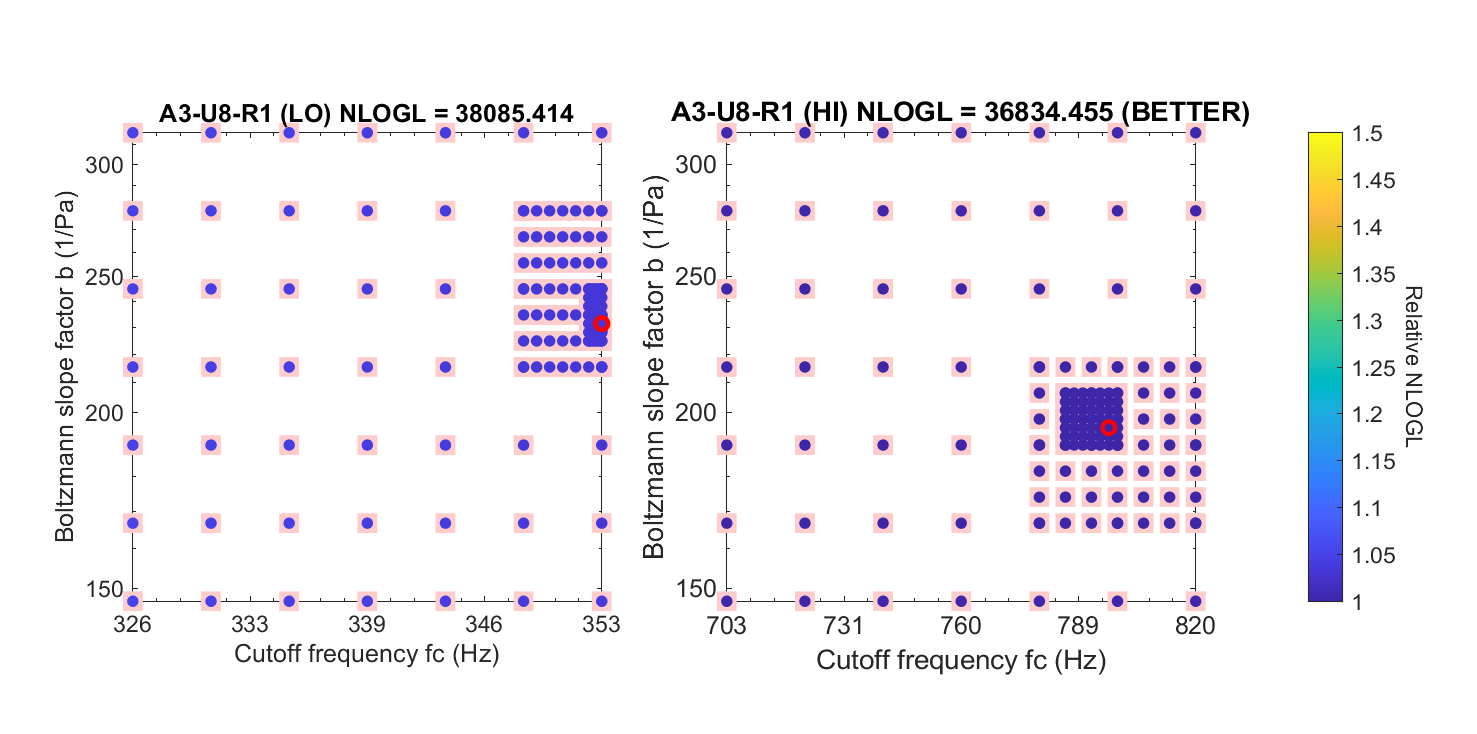 A3-U8-R1 (LO) NLOGL = 38085.414
300
250
200
150
Boltzmann slope factor b (1/Pa)
326 333 339 346 353
Cutoff frequency fc (Hz)
A3-U8-R1 (HI) NLOGL = 36834.455 (BETTER)
300
250
200
150
Boltzmann slope factor b (1/Pa)
703 731 760 789 820
Cutoff frequency fc (Hz)
1.5
1.45
1.4
1.35
1.3
1.25
1.2
1.15
1.1
1.05
1
Relative NLOGL